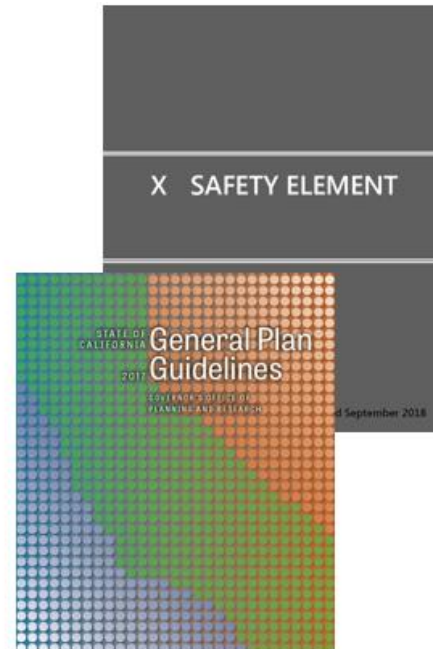 X SAFETY ELEMENT
d September 2018
STATE OF
CALIFORNIA
General Plan
2017
Guidelines
GOVERNOR'S OFFICE OF
PLANNING AND RESEARCH